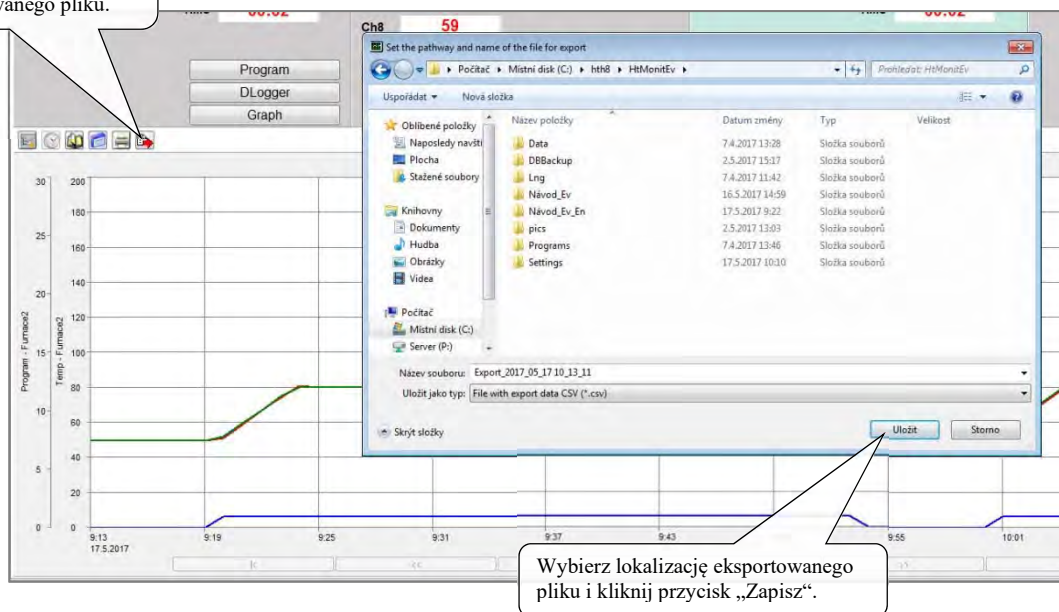 wanego pliku.
Ch8 59
Program
DLogger
Graph
Set the pathway and name of the file for export
Počítač ▸ Místní disk (C:) ▸ hth8 ▸ HtMonitEv ▸
Prohledat: HtMonitEv
Uspořádat Nová složka
Oblíbené položky
Naposledy navští
Plocha
Stažené soubory
Knihovny
Dokumenty
Hudba
Obrázky
Videa
Počítač
Místní disk (C:)
Server (P:)
Název položky Datum změny Typ Velikost
Data 7.4.2017 13:28 Složka souborů
DBBackup 2.5.2017 15:17 Složka souborů
Lng 7.4.2017 11:42 Složka souborů
Návod_Ev 16.5.2017 14:59 Složka souborů
Návod_Ev_En 17.5.2017 9:22 Složka souborů
pics 2.5.2017 13:03 Složka souborů
Programs 7.4.2017 13:46 Složka souborů
Settings 17.5.2017 10:10 Složka souborů
Název souboru: Export_2017_05_17 10_13_11
Uložit jako typ: File with export data CSV (*.csv)
Skrýt složky
Uložit Storno
Program - Furnace2
Temp - Furnace2
30
25
20
15
10
5
0
200
180
160
140
120
100
80
60
40
20
0
9:13 9:19 9:25 9:31 9:37 9:43 9:55 10:01
17.5.2017
Wybierz lokalizację eksportowanego
pliku i kliknij przycisk „Zapisz“.